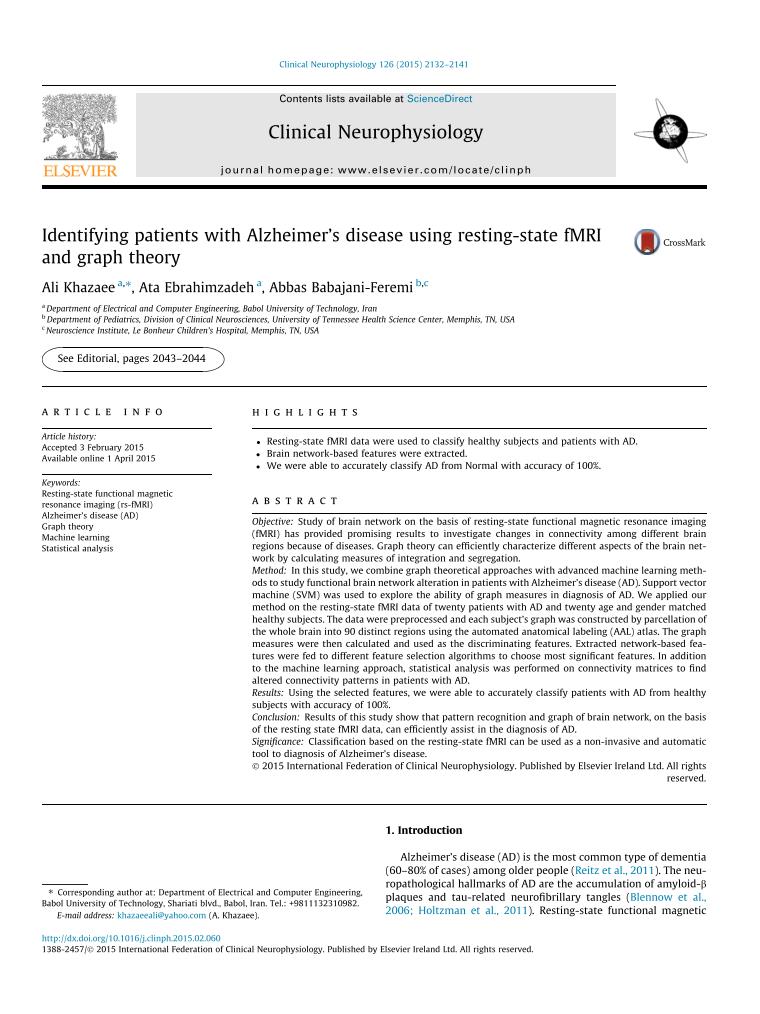 Clinical Neurophysiology 126 (2015) 2132–2141
Contents lists available at ScienceDirect
Clinical Neurophysiology
journal homepage: www.elsevier.com/locate/clinph
ELSEVIER
Identifying patients with Alzheimer's disease using resting-state fMRI
and graph theory
CrossMark
Ali Khazaee a,*, Ata Ebrahimzadeh a, Abbas Babajani-Feremi b,c
a Department of Electrical and Computer Engineering, Babol University of Technology, Iran
b Department of Pediatrics, Division of Clinical Neurosciences, University of Tennessee Health Science Center, Memphis, TN, USA
c Neuroscience Institute, Le Bonheur Children's Hospital, Memphis, TN, USA
See Editorial, pages 2043–2044
ARTICLE INFO
Article history:
Accepted 3 February 2015
Available online 1 April 2015
Keywords:
Resting-state functional magnetic
resonance imaging (rs-fMRI)
Alzheimer's disease (AD)
Graph theory
Machine learning
Statistical analysis
HIGHLIGHTS
• Resting-state fMRI data were used to classify healthy subjects and patients with AD.
• Brain network-based features were extracted.
• We were able to accurately classify AD from Normal with accuracy of 100%.
ABSTRACT
Objective: Study of brain network on the basis of resting-state functional magnetic resonance imaging
(fMRI) has provided promising results to investigate changes in connectivity among different brain
regions because of diseases. Graph theory can efficiently characterize different aspects of the brain net-
work by calculating measures of integration and segregation.
Method: In this study, we combine graph theoretical approaches with advanced machine learning meth-
ods to study functional brain network alteration in patients with Alzheimer's disease (AD). Support vector
machine (SVM) was used to explore the ability of graph measures in diagnosis of AD. We applied our
method on the resting-state fMRI data of twenty patients with AD and twenty age and gender matched
healthy subjects. The data were preprocessed and each subject's graph was constructed by parcellation of
the whole brain into 90 distinct regions using the automated anatomical labeling (AAL) atlas. The graph
measures were then calculated and used as the discriminating features. Extracted network-based fea-
tures were fed to different feature selection algorithms to choose most significant features. In addition
to the machine learning approach, statistical analysis was performed on connectivity matrices to find
altered connectivity patterns in patients with AD.
Results: Using the selected features, we were able to accurately classify patients with AD from healthy
subjects with accuracy of 100%.
Conclusion: Results of this study show that pattern recognition and graph of brain network, on the basis
of the resting state fMRI data, can efficiently assist in the diagnosis of AD.
Significance: Classification based on the resting-state fMRI can be used as a non-invasive and automatic
tool to diagnosis of Alzheimer's disease.
© 2015 International Federation of Clinical Neurophysiology. Published by Elsevier Ireland Ltd. All rights
reserved.
1. Introduction
Alzheimer's disease (AD) is the most common type of dementia
(60–80% of cases) among older people (Reitz et al., 2011). The neu-
ropathological hallmarks of AD are the accumulation of amyloid-β
plaques and tau-related neurofibrillary tangles (Blennow et al.,
2006; Holtzman et al., 2011). Resting-state functional magnetic
* Corresponding author at: Department of Electrical and Computer Engineering,
Babol University of Technology, Shariati blvd., Babol, Iran. Tel.: +98111232310982.
E-mail address: khazaeeali@yahoo.com (A. Khazaee).
http://dx.doi.org/10.1016/j.clinph.2015.02.060
1388-2457/© 2015 International Federation of Clinical Neurophysiology. Published by Elsevier Ireland Ltd. All rights reserved.